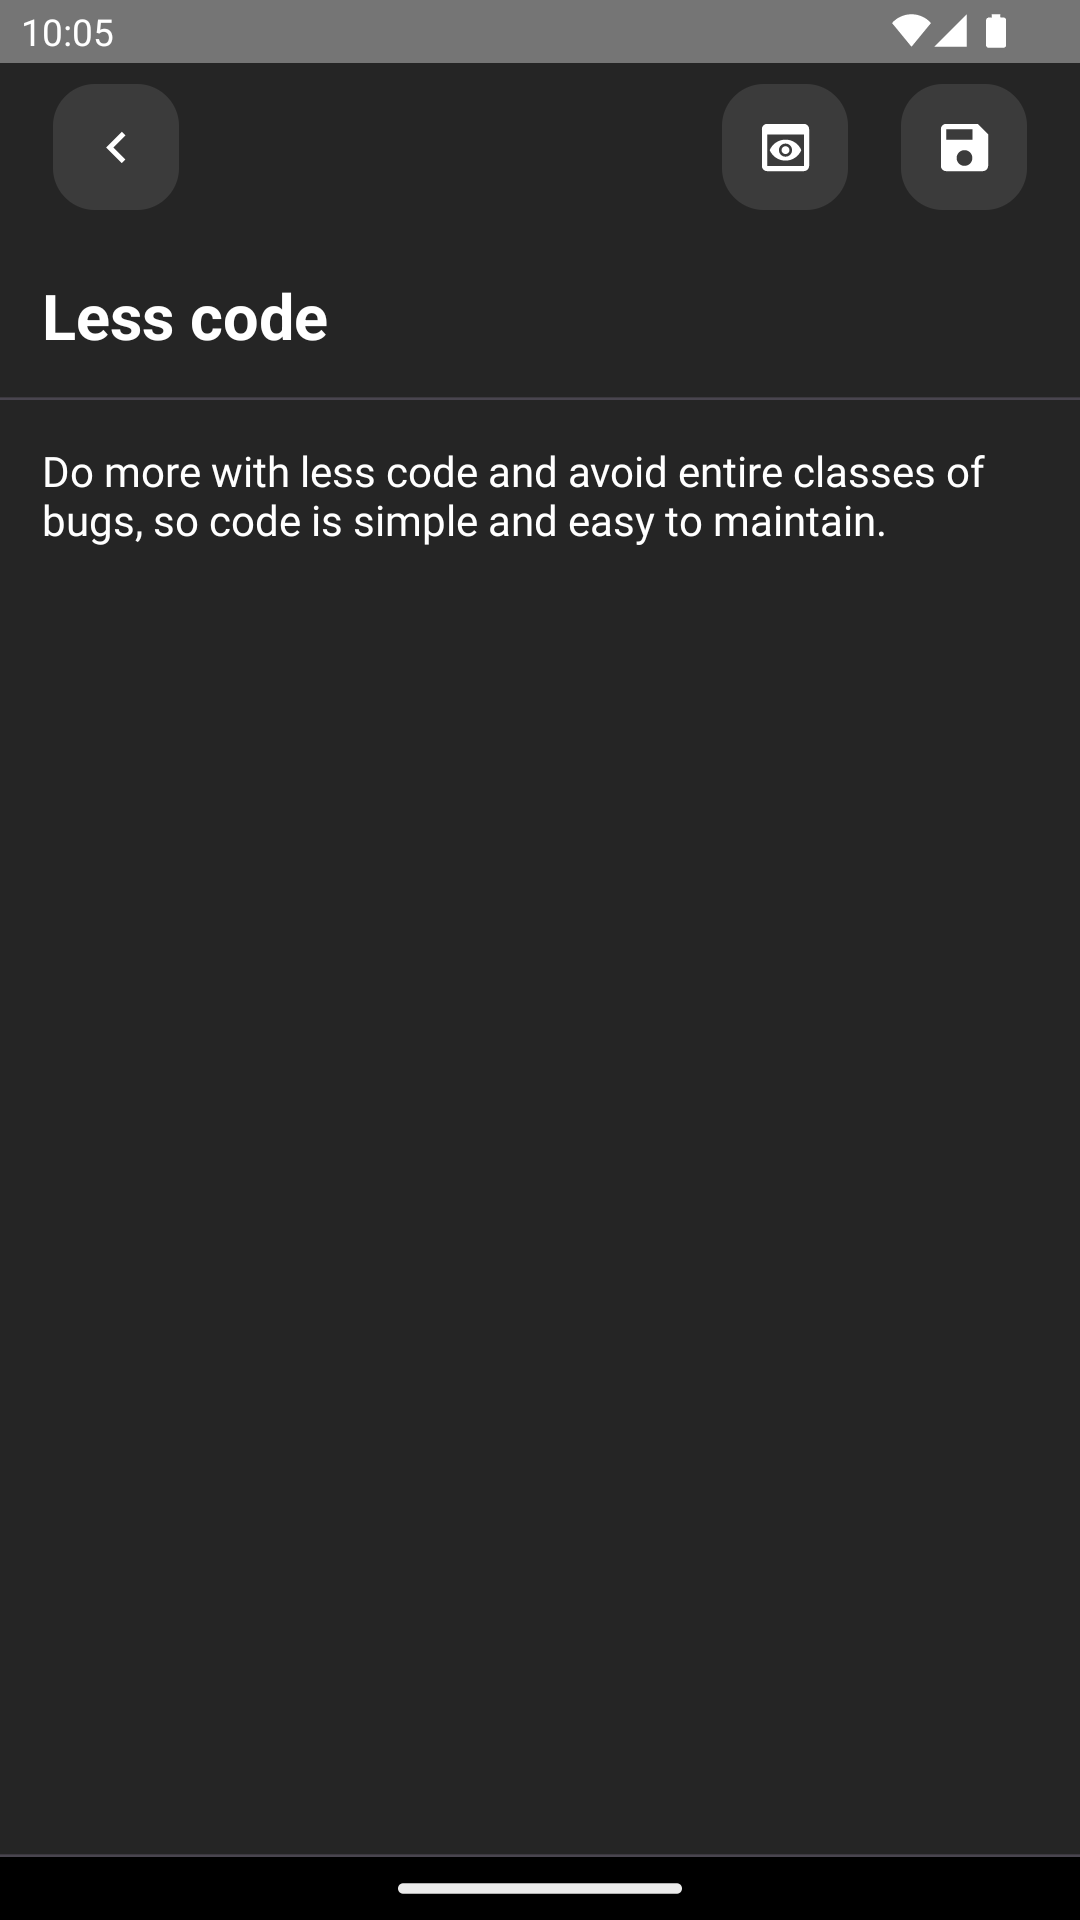 10:05
Less code
Do more with less code and avoid entire classes of
bugs, so code is simple and easy to maintain.